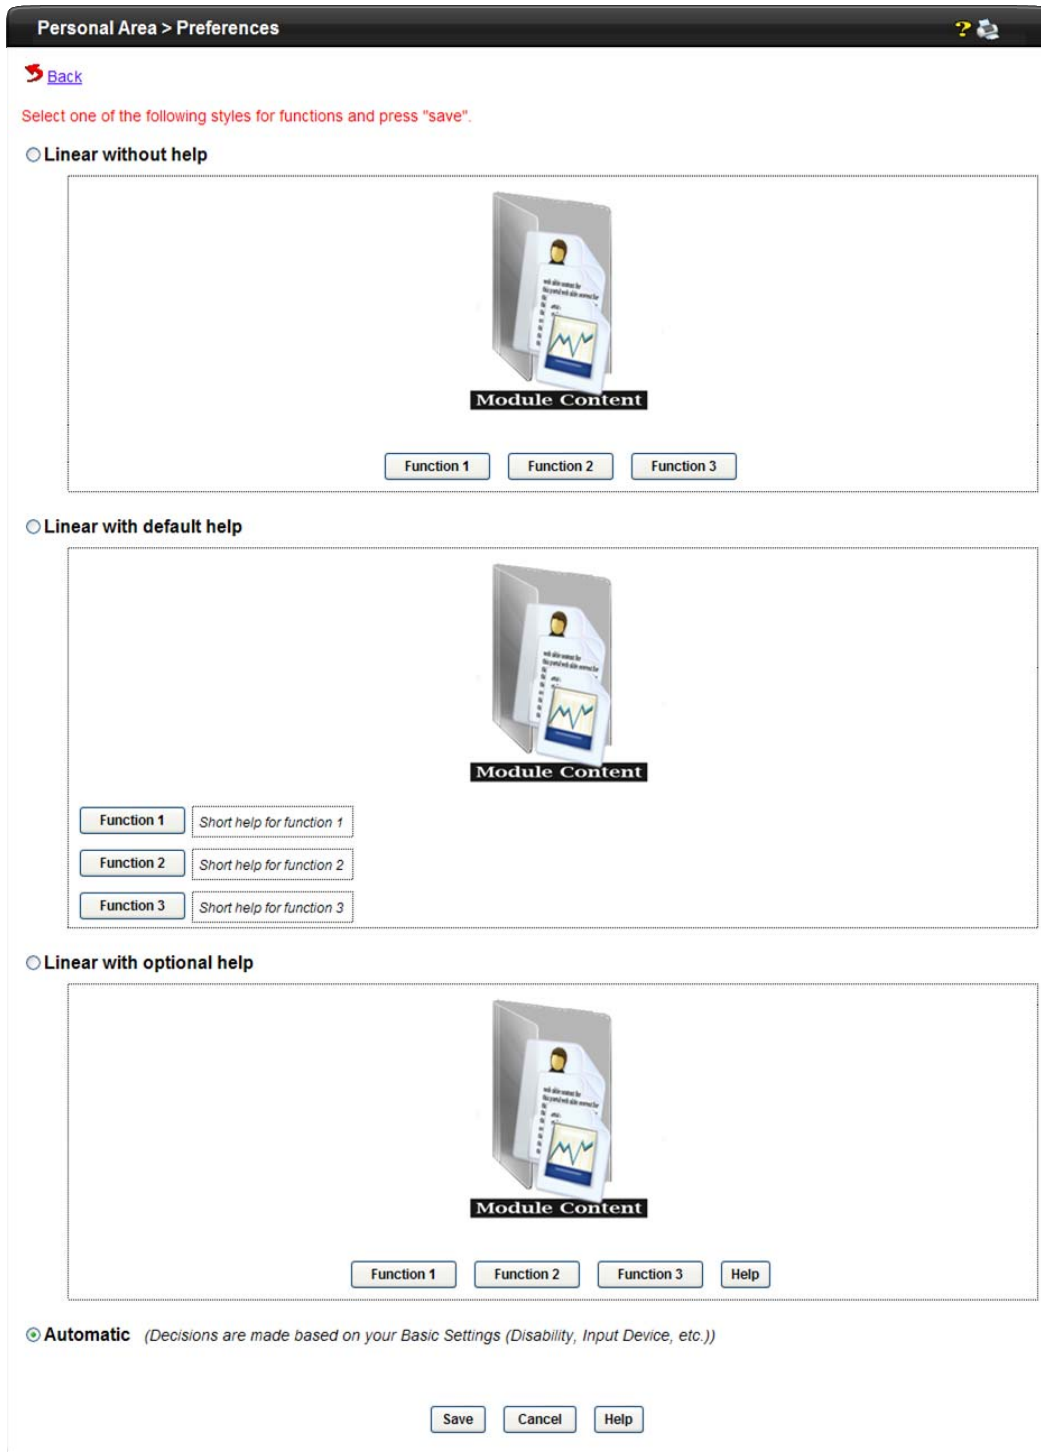 Personal Area > Preferences ?
Back
Select one of the following styles for functions and press "save".
Linear without help
Module Content
Function 1 Function 2 Function 3
Linear with default help
Module Content
Function 1 Short help for function 1
Function 2 Short help for function 2
Function 3 Short help for function 3
Linear with optional help
Module Content
Function 1 Function 2 Function 3 Help
Automatic (Decisions are made based on your Basic Settings (Disability, Input Device, etc.))
Save Cancel Help